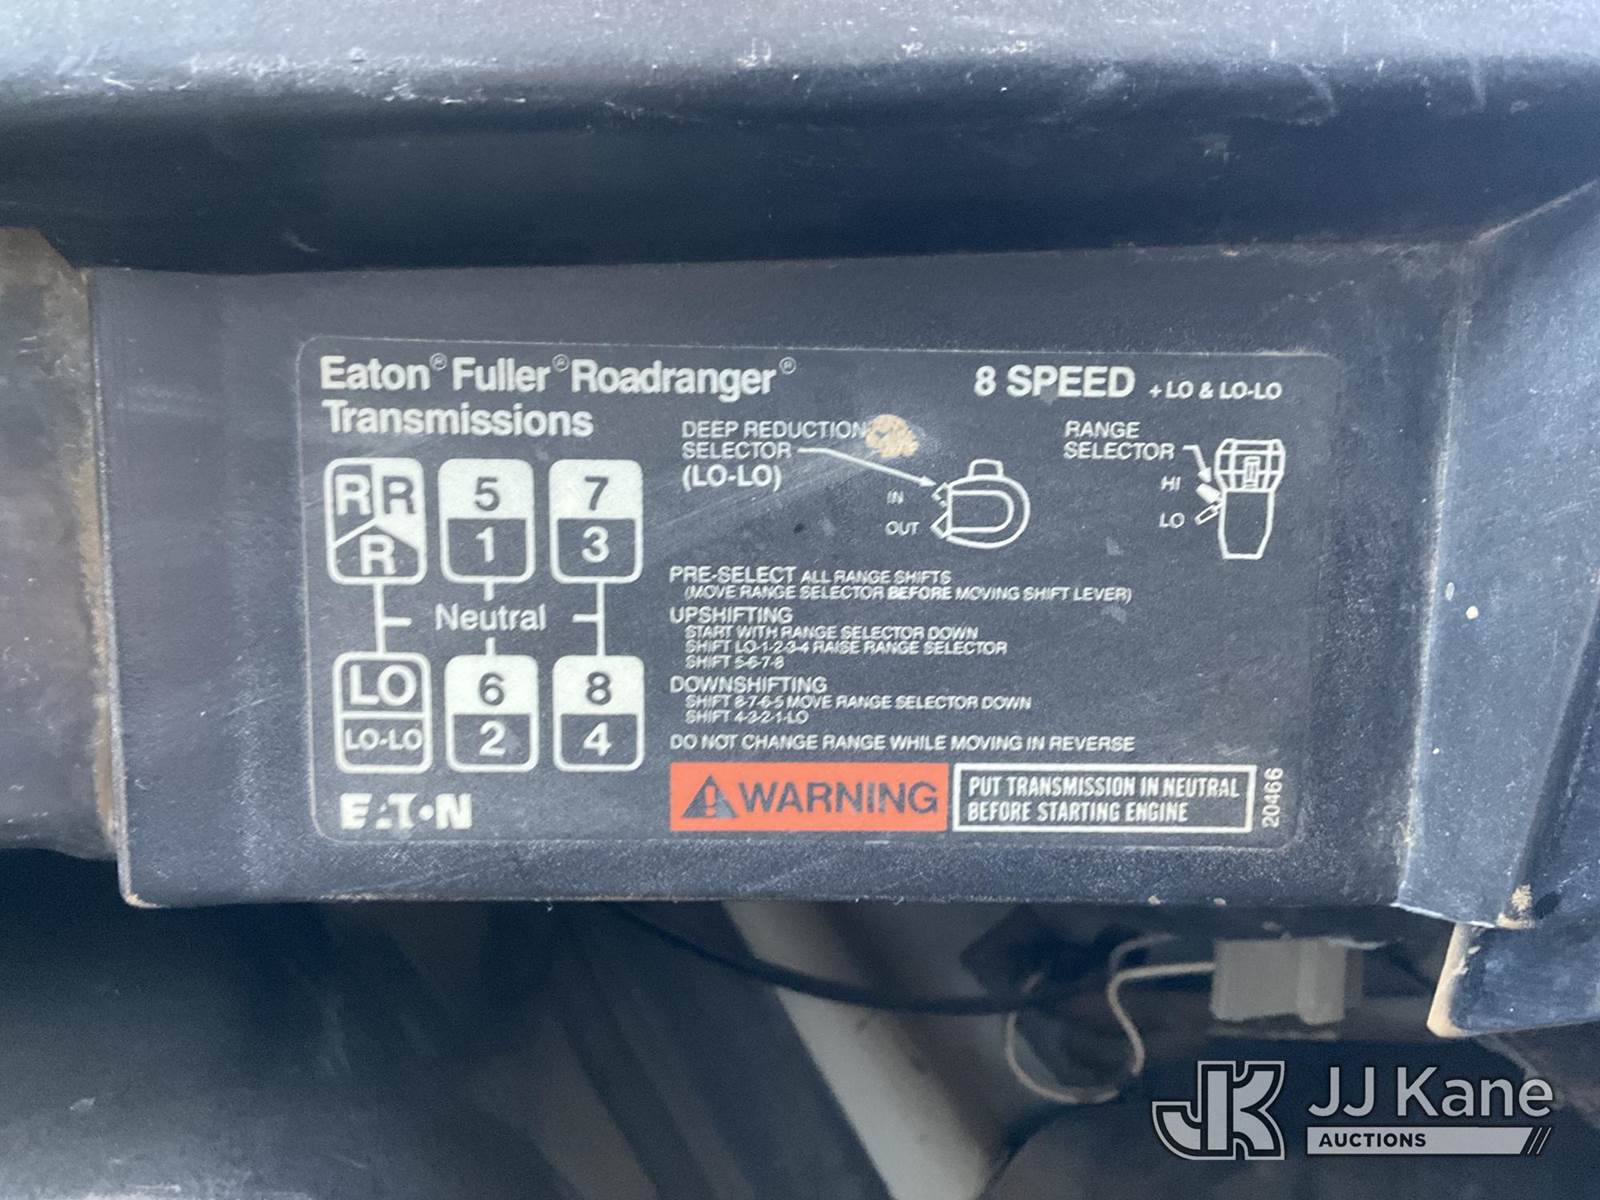 Eaton® Fuller® Roadranger®
Transmissions
8 SPEED + LO & LO-LO
DEEP REDUCTION
SELECTOR
(LO-LO)
IN
OUT
RANGE
SELECTOR
HI
LO
R R 5 7
R 1 3
Neutral
LO 6 8
LO-LO 2 4
EATON
PRE-SELECT ALL RANGE SHIFTS
(MOVE RANGE SELECTOR BEFORE MOVING SHIFT LEVER)
UPSHIFTING
START WITH RANGE SELECTOR DOWN
SHIFT LO-1-2-3-4 RAISE RANGE SELECTOR
SHIFT 5-6-7-8
DOWNSHIFTING
SHIFT 8-7-6-5 MOVE RANGE SELECTOR DOWN
SHIFT 4-3-2-1-LO
DO NOT CHANGE RANGE WHILE MOVING IN REVERSE
WARNING
PUT TRANSMISSION IN NEUTRAL
BEFORE STARTING ENGINE
20466
JK JJ Kane
AUCTIONS